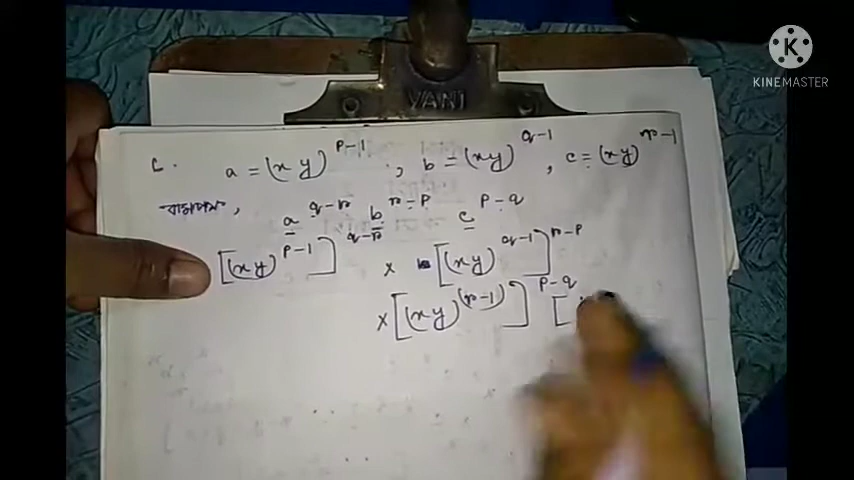 KINEMASTER
VANI
L. a = (xy)^{p-1}, b = (xy)^{q-1}, c = (xy)^{r-1}
বামপক্ষ, a^{q-r} b^{r-p} c^{p-q}
[(xy)^{p-1}]^{q-r} × [(xy)^{q-1}]^{r-p}
× [(xy)^{(r-1)}]^{p-q} [